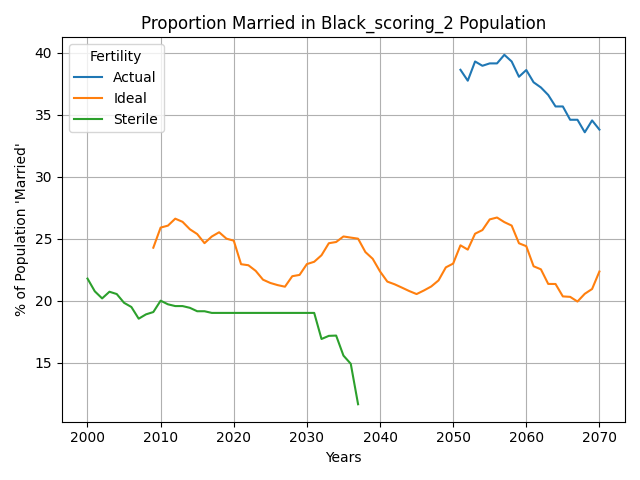 Proportion Married in Black_scoring_2 Population
Fertility
Actual
Ideal
Sterile
% of Population 'Married'
40
35
30
25
20
15
2000 2010 2020 2030 2040 2050 2060 2070
Years